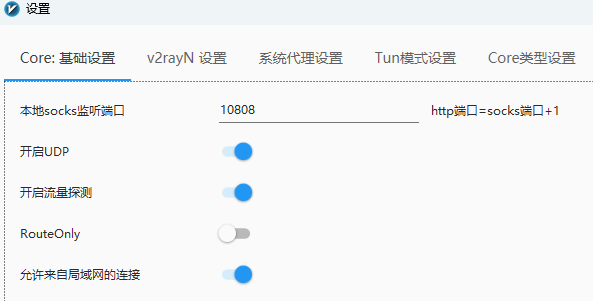 设置
Core: 基础设置 v2rayN 设置 系统代理设置 Tun模式设置 Core类型设置
本地socks监听端口 10808 http端口=socks端口+1
开启UDP
开启流量探测
RouteOnly
允许来自局域网的连接